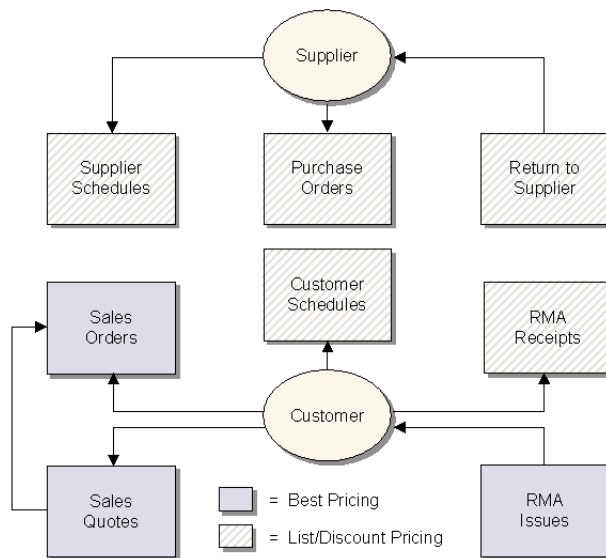 Supplier
Supplier
Schedules
Purchase
Orders
Return to
Supplier
Customer
Schedules
Sales
Orders
RMA
Receipts
Customer
Sales
Quotes
= Best Pricing
= List/Discount Pricing
RMA
Issues